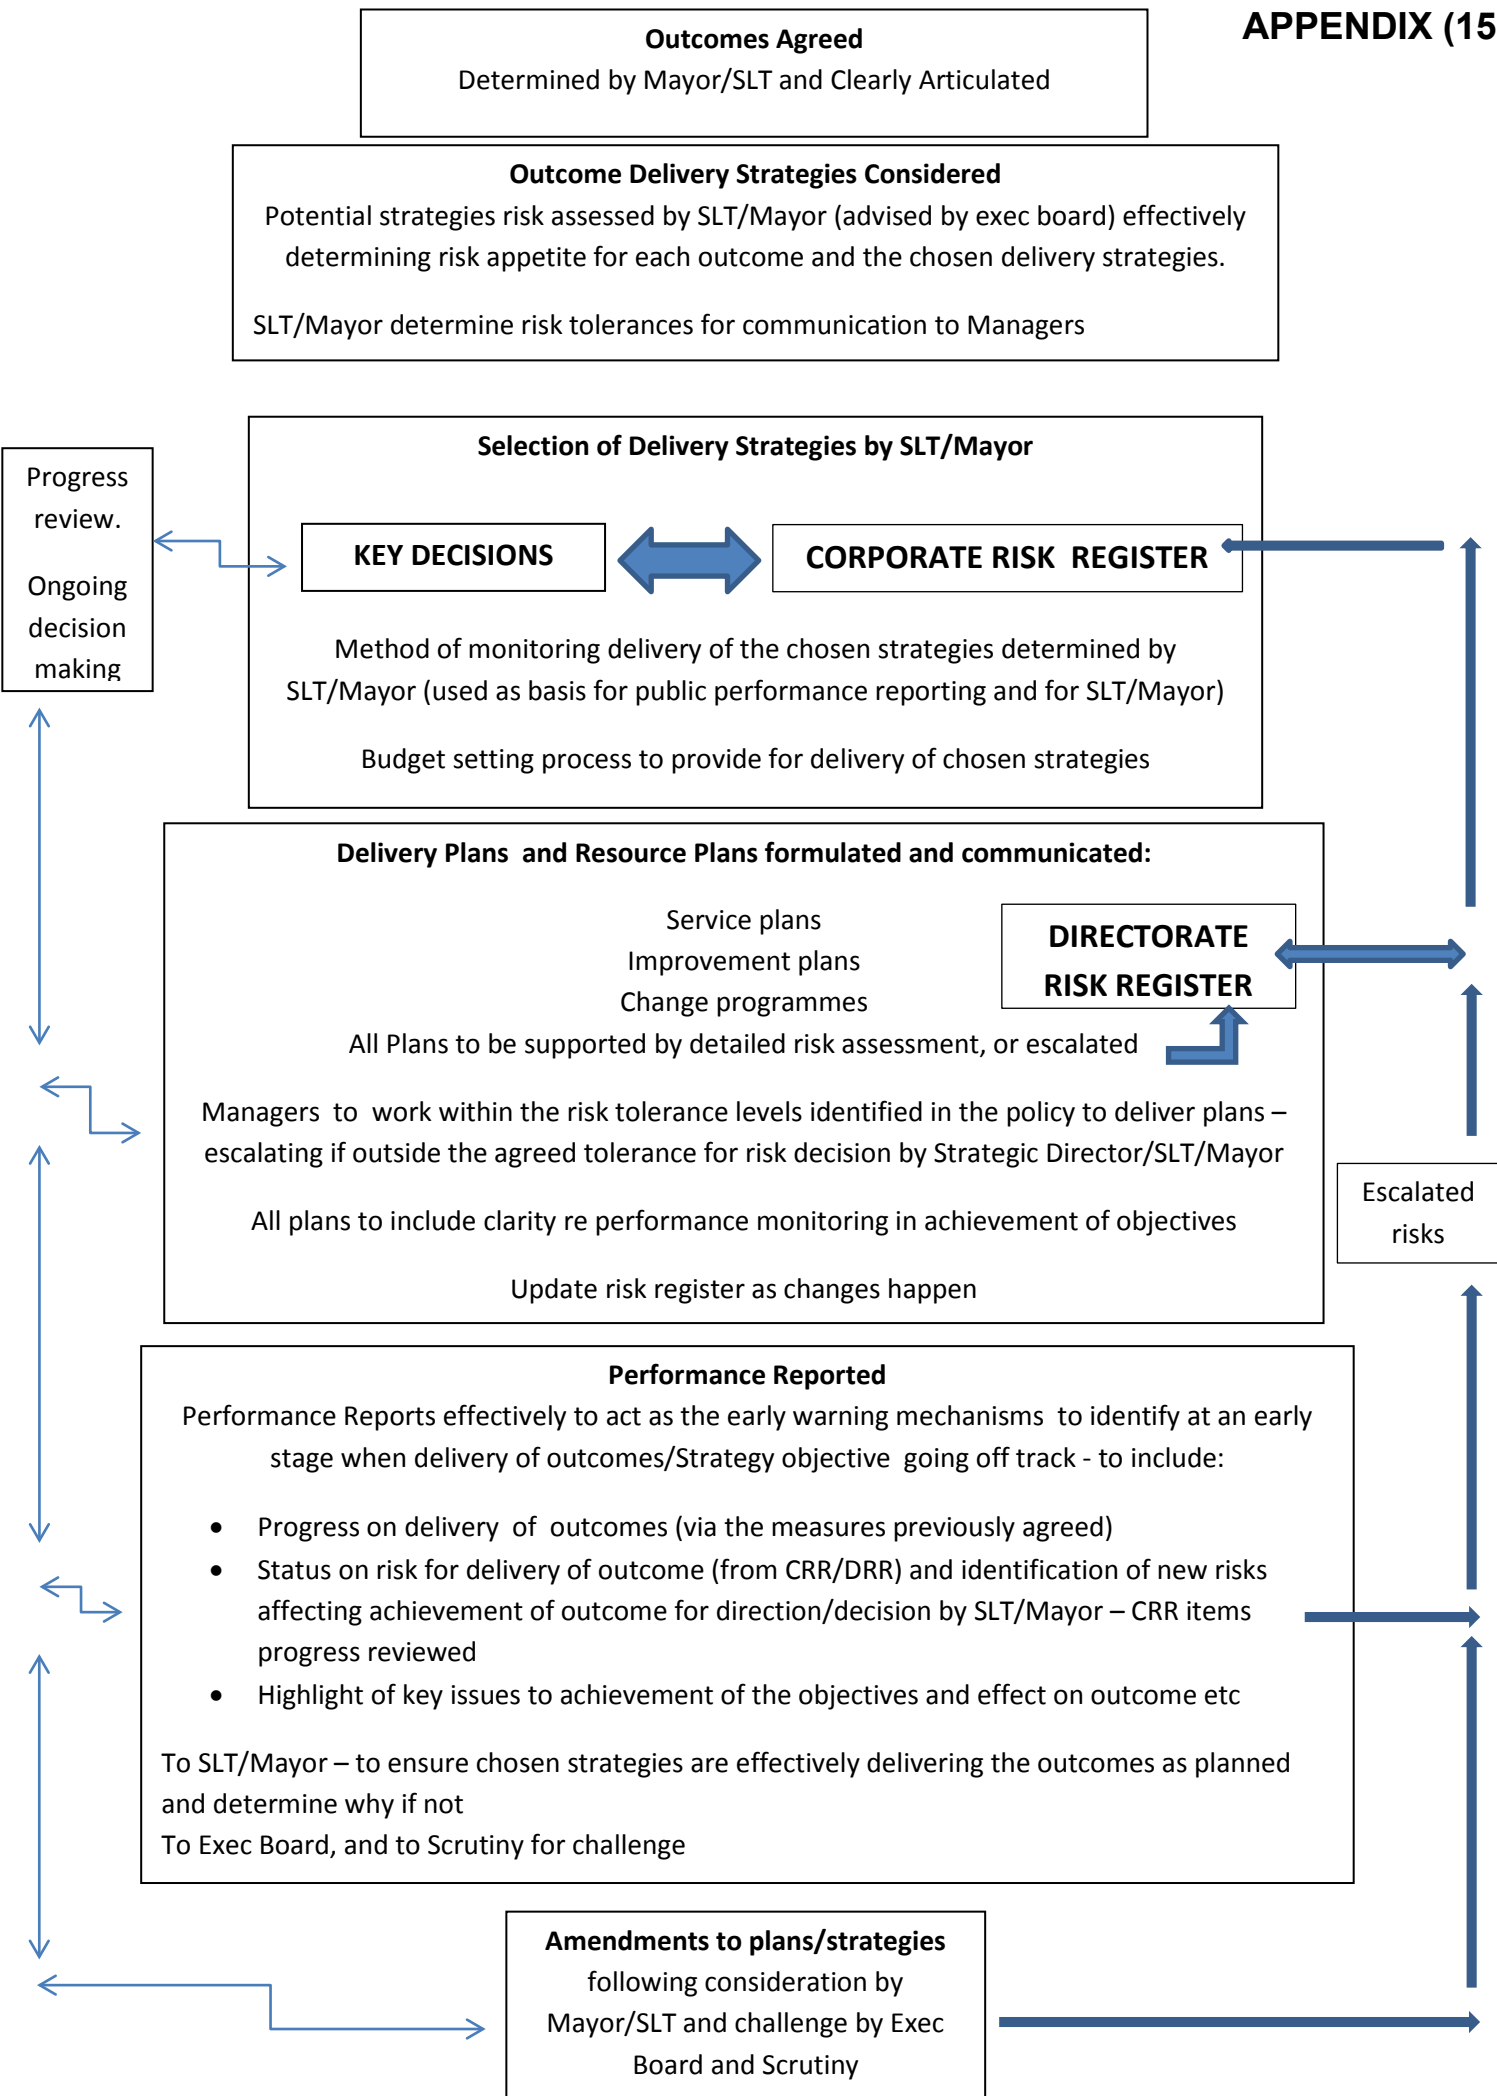 APPENDIX (15
Outcomes Agreed
Determined by Mayor/SLT and Clearly Articulated
Outcome Delivery Strategies Considered
Potential strategies risk assessed by SLT/Mayor (advised by exec board) effectively
determining risk appetite for each outcome and the chosen delivery strategies.
SLT/Mayor determine risk tolerances for communication to Managers
Progress
review.
Ongoing
decision
making
Selection of Delivery Strategies by SLT/Mayor
KEY DECISIONS
CORPORATE RISK REGISTER
Method of monitoring delivery of the chosen strategies determined by
SLT/Mayor (used as basis for public performance reporting and for SLT/Mayor)
Budget setting process to provide for delivery of chosen strategies
Delivery Plans and Resource Plans formulated and communicated:
Service plans
Improvement plans
Change programmes
DIRECTORATE
RISK REGISTER
All Plans to be supported by detailed risk assessment, or escalated
Managers to work within the risk tolerance levels identified in the policy to deliver plans –
escalating if outside the agreed tolerance for risk decision by Strategic Director/SLT/Mayor
All plans to include clarity re performance monitoring in achievement of objectives
Update risk register as changes happen
Escalated
risks
Performance Reported
Performance Reports effectively to act as the early warning mechanisms to identify at an early
stage when delivery of outcomes/Strategy objective going off track - to include:
• Progress on delivery of outcomes (via the measures previously agreed)
• Status on risk for delivery of outcome (from CRR/DRR) and identification of new risks
affecting achievement of outcome for direction/decision by SLT/Mayor – CRR items
progress reviewed
• Highlight of key issues to achievement of the objectives and effect on outcome etc
To SLT/Mayor – to ensure chosen strategies are effectively delivering the outcomes as planned
and determine why if not
To Exec Board, and to Scrutiny for challenge
Amendments to plans/strategies
following consideration by
Mayor/SLT and challenge by Exec
Board and Scrutiny